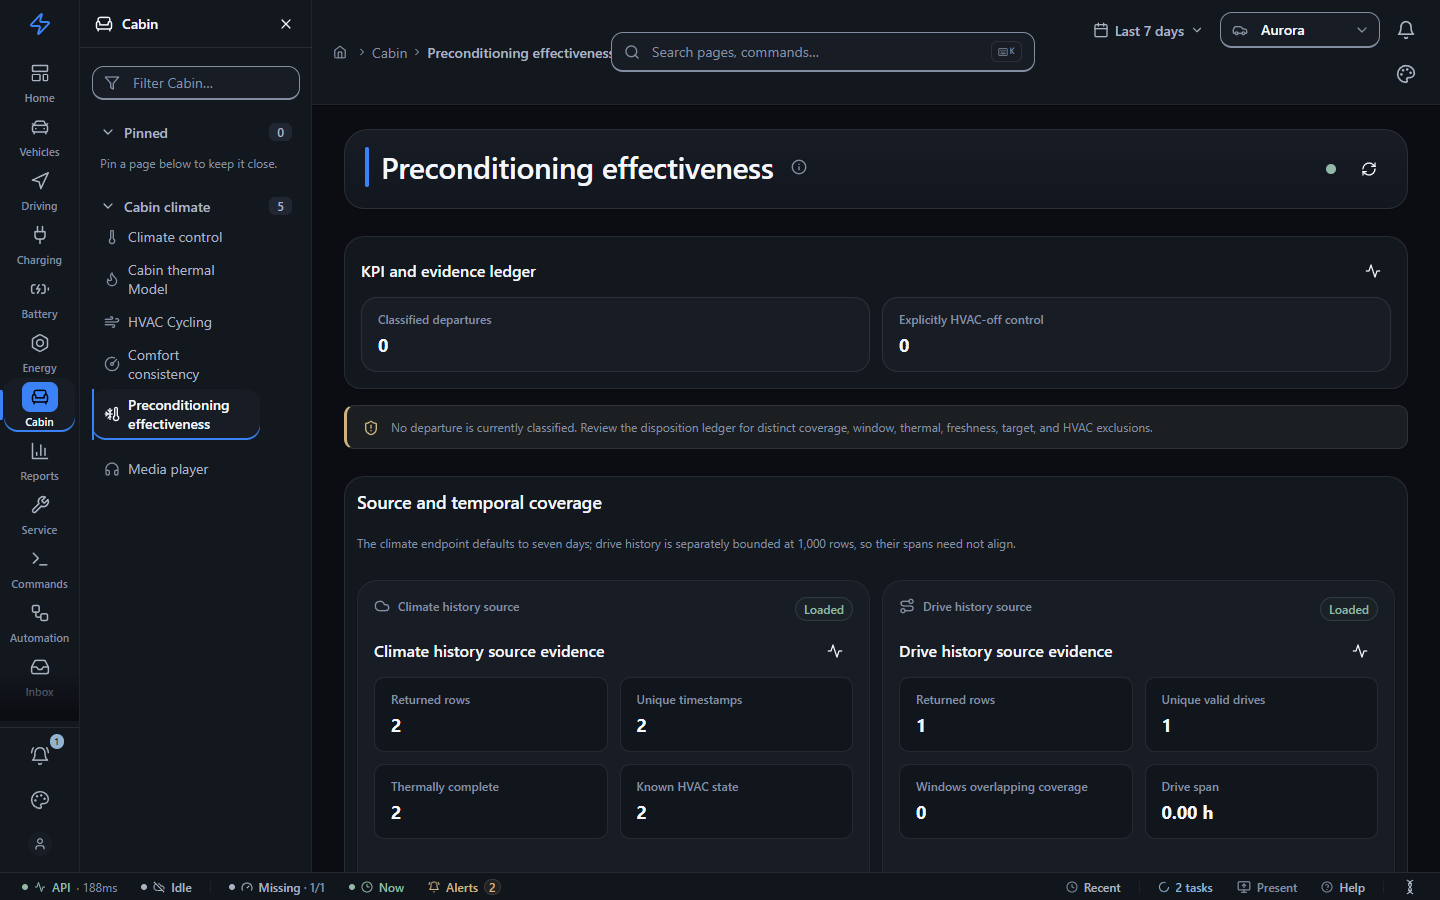 Home
Vehicles
Driving
Charging
Battery
Energy
Cabin
Reports
Service
Commands
Automation
Inbox
1
Cabin
Filter Cabin...
Pinned
0
Pin a page below to keep it close.
Cabin climate
5
Climate control
Cabin thermal
Model
HVAC Cycling
Comfort
consistency
Preconditioning
effectiveness
Media player
Cabin
Preconditioning effectiveness
Search pages, commands...
K
Last 7 days
Aurora
Preconditioning effectiveness
KPI and evidence ledger
Classified departures
0
Explicitly HVAC-off control
0
No departure is currently classified. Review the disposition ledger for distinct coverage, window, thermal, freshness, target, and HVAC exclusions.
Source and temporal coverage
The climate endpoint defaults to seven days; drive history is separately bounded at 1,000 rows, so their spans need not align.
Climate history source
Loaded
Climate history source evidence
Returned rows
2
Unique timestamps
2
Thermally complete
2
Known HVAC state
2
Drive history source
Loaded
Drive history source evidence
Returned rows
1
Unique valid drives
1
Windows overlapping coverage
0
Drive span
0.00 h
API · 188ms
Idle
Missing · 1/1
Now
Alerts 2
Recent
2 tasks
Present
Help